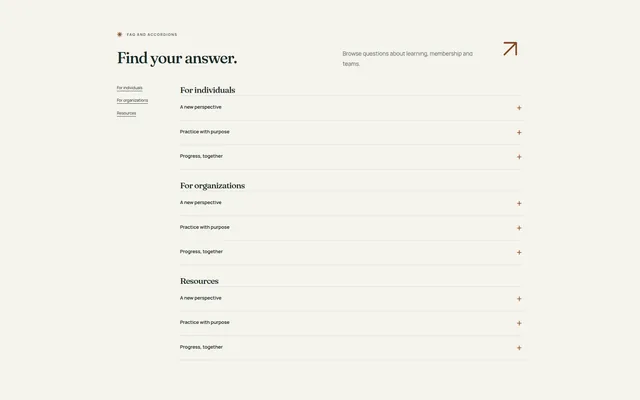 FAQ AND ACCORDIONS
Find your answer.
Browse questions about learning, membership and
teams.
For individuals
For organizations
Resources
For individuals
A new perspective
Practice with purpose
Progress, together
For organizations
A new perspective
Practice with purpose
Progress, together
Resources
A new perspective
Practice with purpose
Progress, together